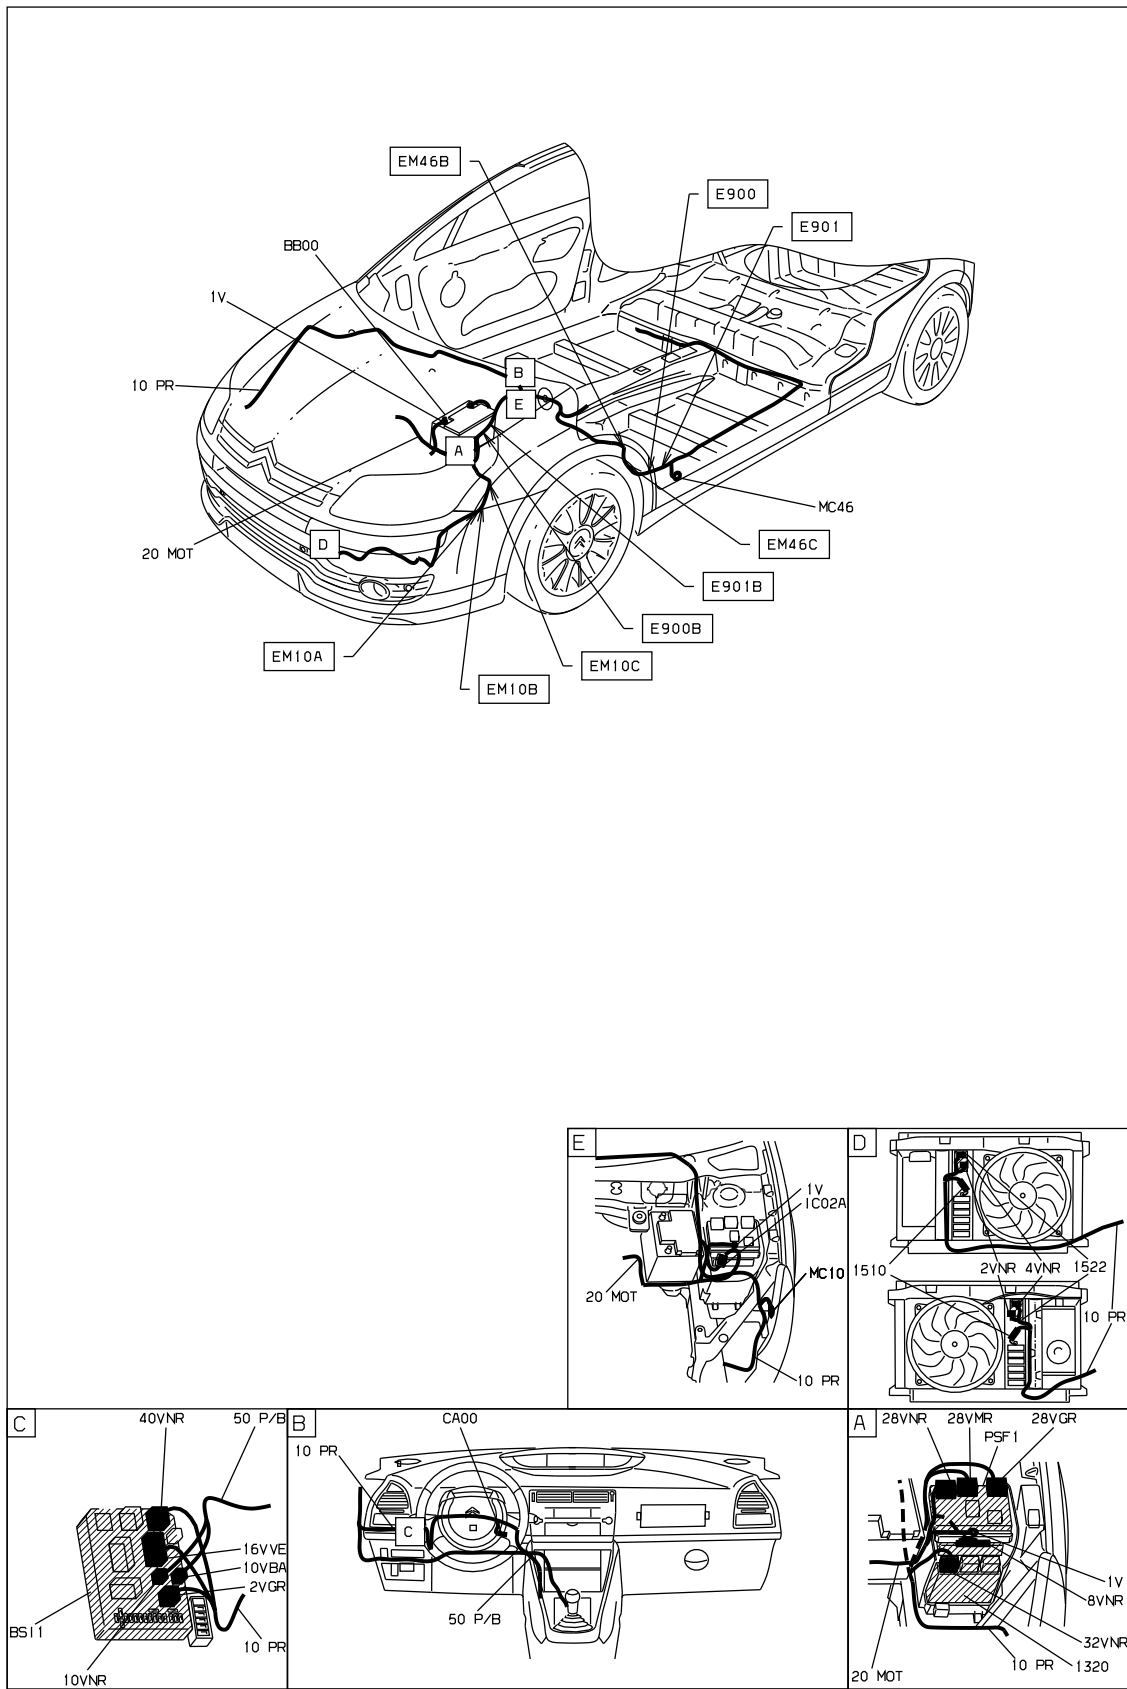 EM46B
E900
E901
BB00
1V
10 PR
B
E
A
MC46
D
20 MOT
EM46C
E901B
E900B
EM10A
EM10C
EM10B
E
1V
IC02A
MC10
20 MOT
10 PR
D
1510
2VNR
4VNR
1522
10 PR
C
40VNR
50 P/B
16VVE
10VBA
2VGR
BSI1
10 PR
10VNR
B
CA00
10 PR
C
50 P/B
A
28VNR
28VMR
28VGR
PSF1
1V
8VNR
32VNR
10 PR
1320
20 MOT